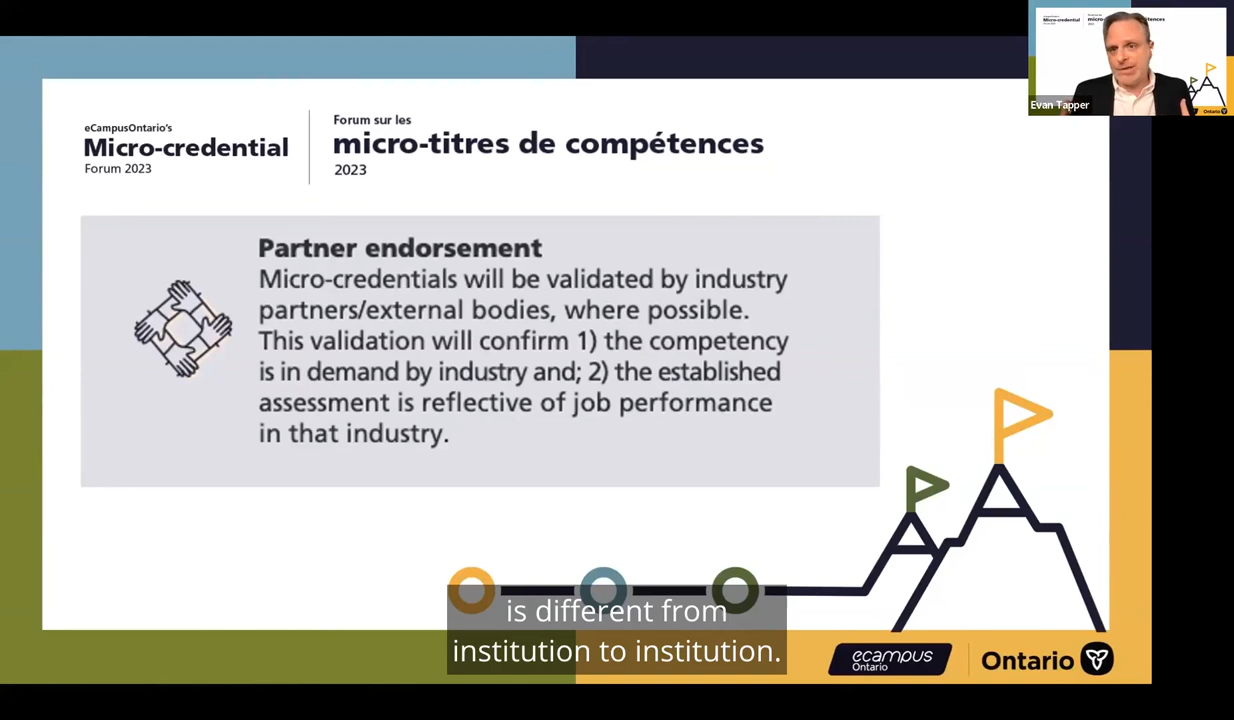 eCampusOntario's
Micro-credential
Forum 2023
Forum sur les
micro-titres de compétences
2023
Partner endorsement
Micro-credentials will be validated by industry
partners/external bodies, where possible.
This validation will confirm 1) the competency
is in demand by industry and; 2) the established
assessment is reflective of job performance
in that industry.
is different from
institution to institution.
ecampus
Ontario
Ontario
Evan Tapper